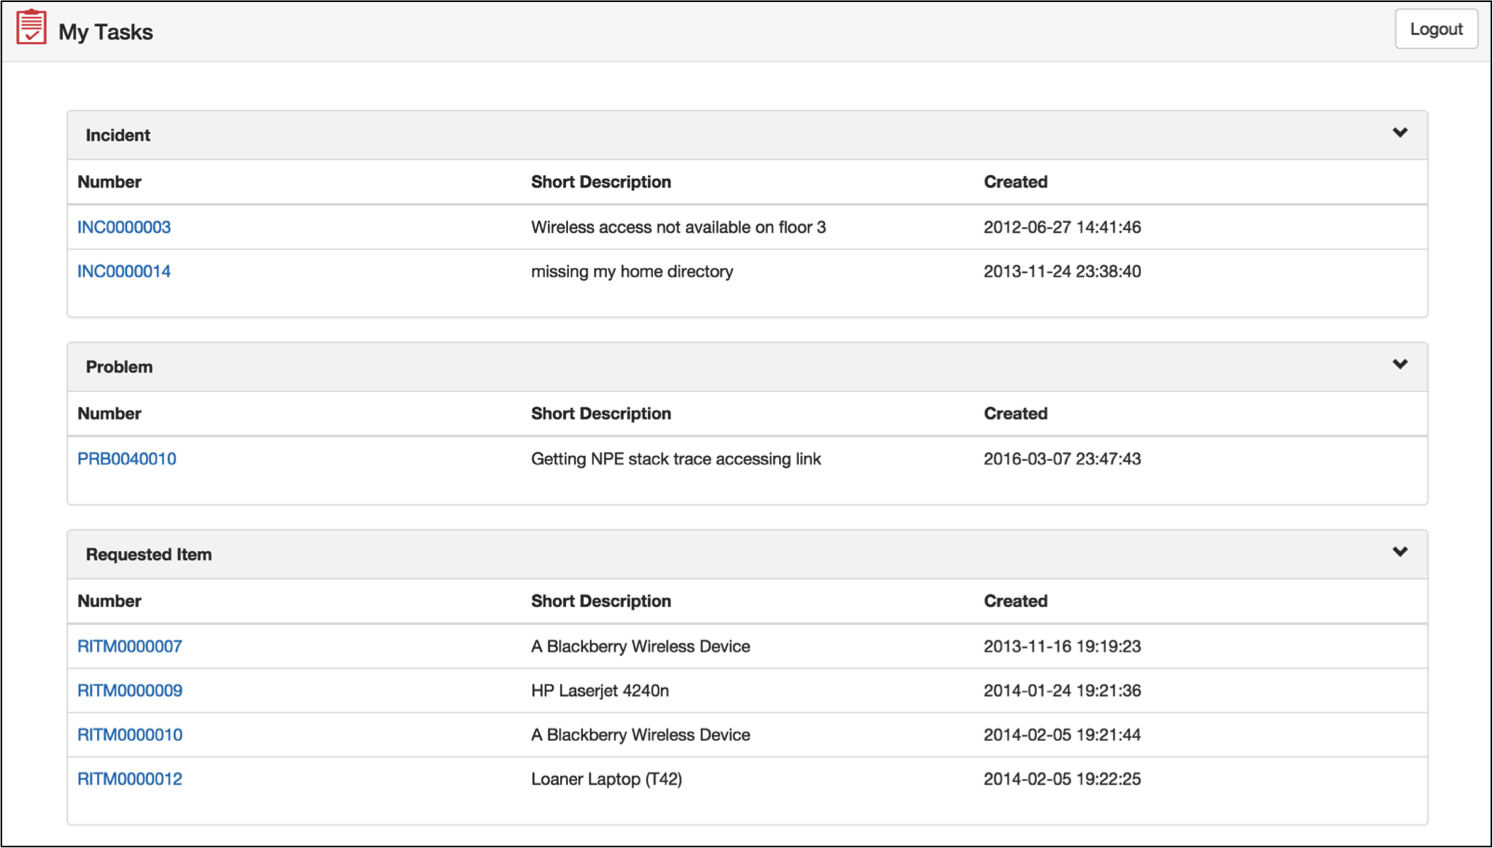 My Tasks Logout
Incident
Number Short Description Created
INC0000003 Wireless access not available on floor 3 2012-06-27 14:41:46
INC0000014 missing my home directory 2013-11-24 23:38:40
Problem
Number Short Description Created
PRB0040010 Getting NPE stack trace accessing link 2016-03-07 23:47:43
Requested Item
Number Short Description Created
RITM0000007 A Blackberry Wireless Device 2013-11-16 19:19:23
RITM0000009 HP Laserjet 4240n 2014-01-24 19:21:36
RITM0000010 A Blackberry Wireless Device 2014-02-05 19:21:44
RITM0000012 Loaner Laptop (T42) 2014-02-05 19:22:25